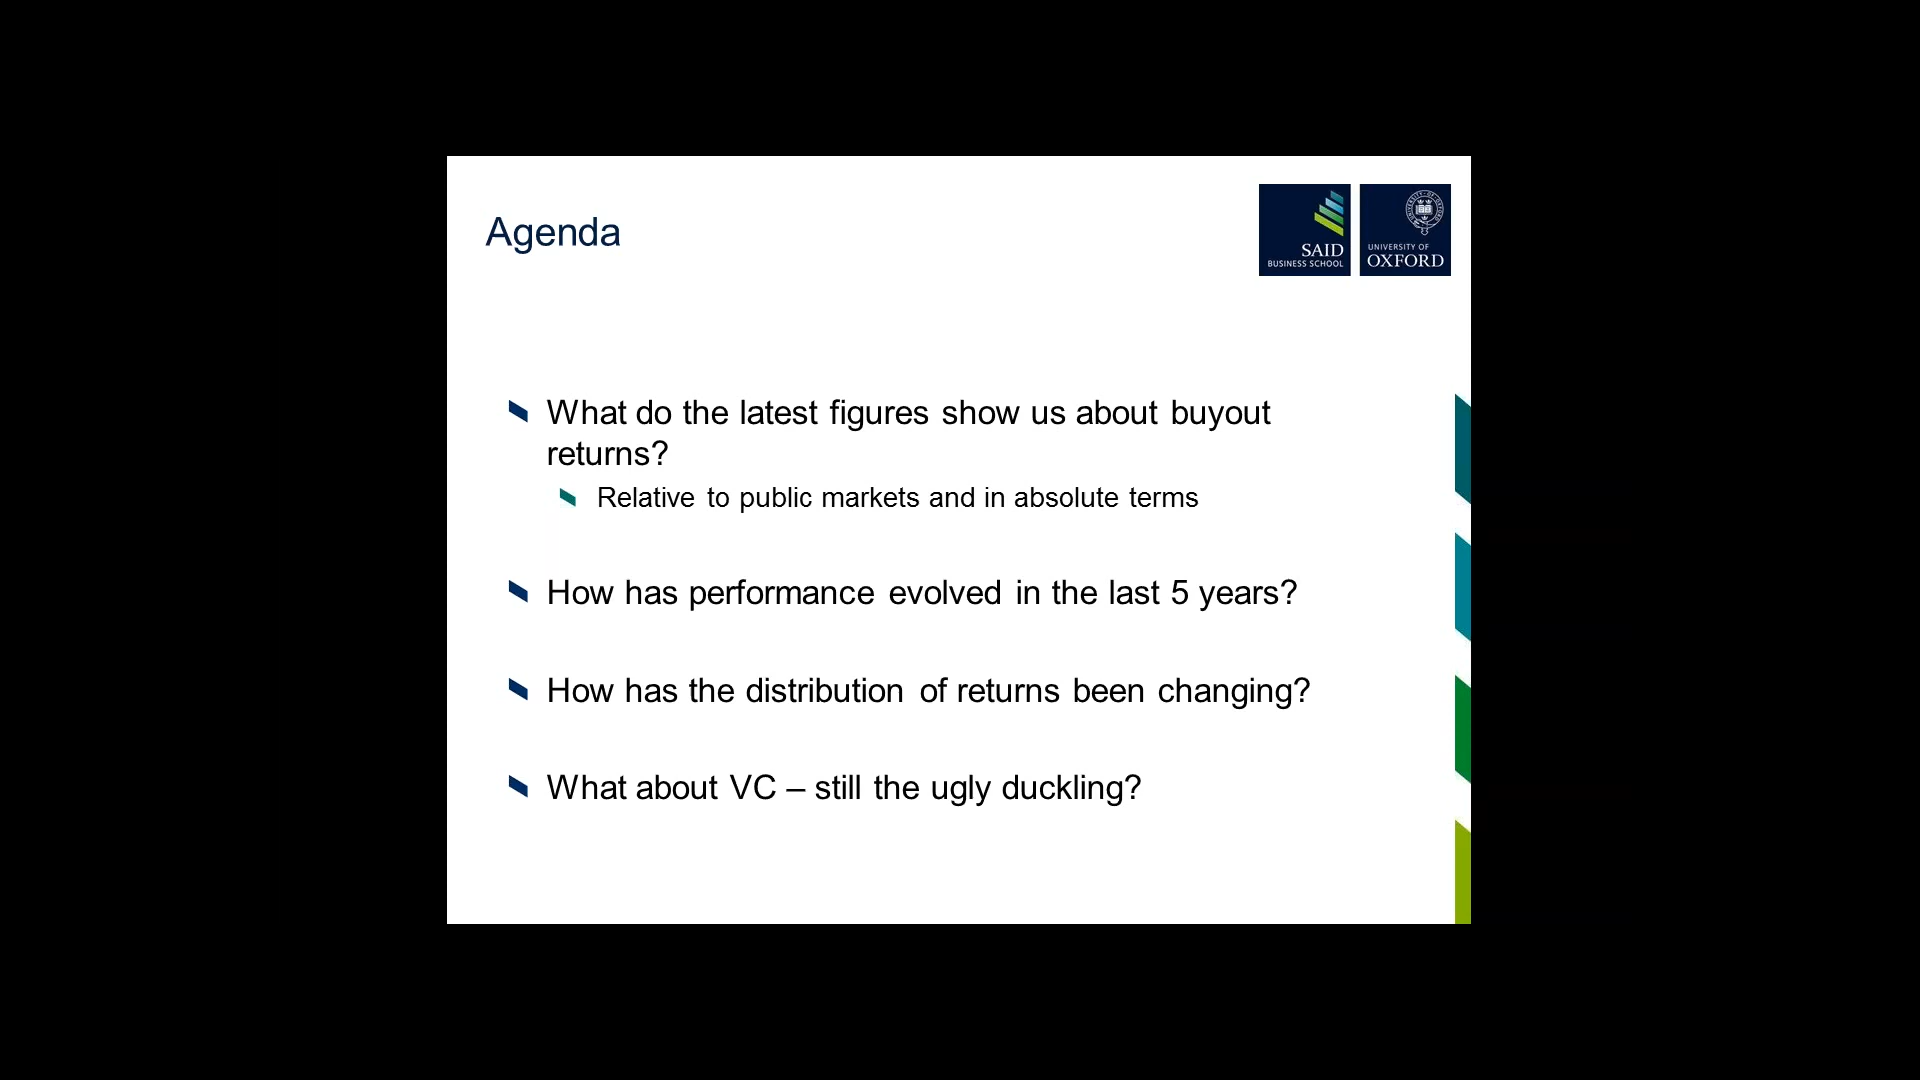 Agenda
SAID
BUSINESS SCHOOL
UNIVERSITY OF
OXFORD
What do the latest figures show us about buyout
returns?
Relative to public markets and in absolute terms
How has performance evolved in the last 5 years?
How has the distribution of returns been changing?
What about VC – still the ugly duckling?